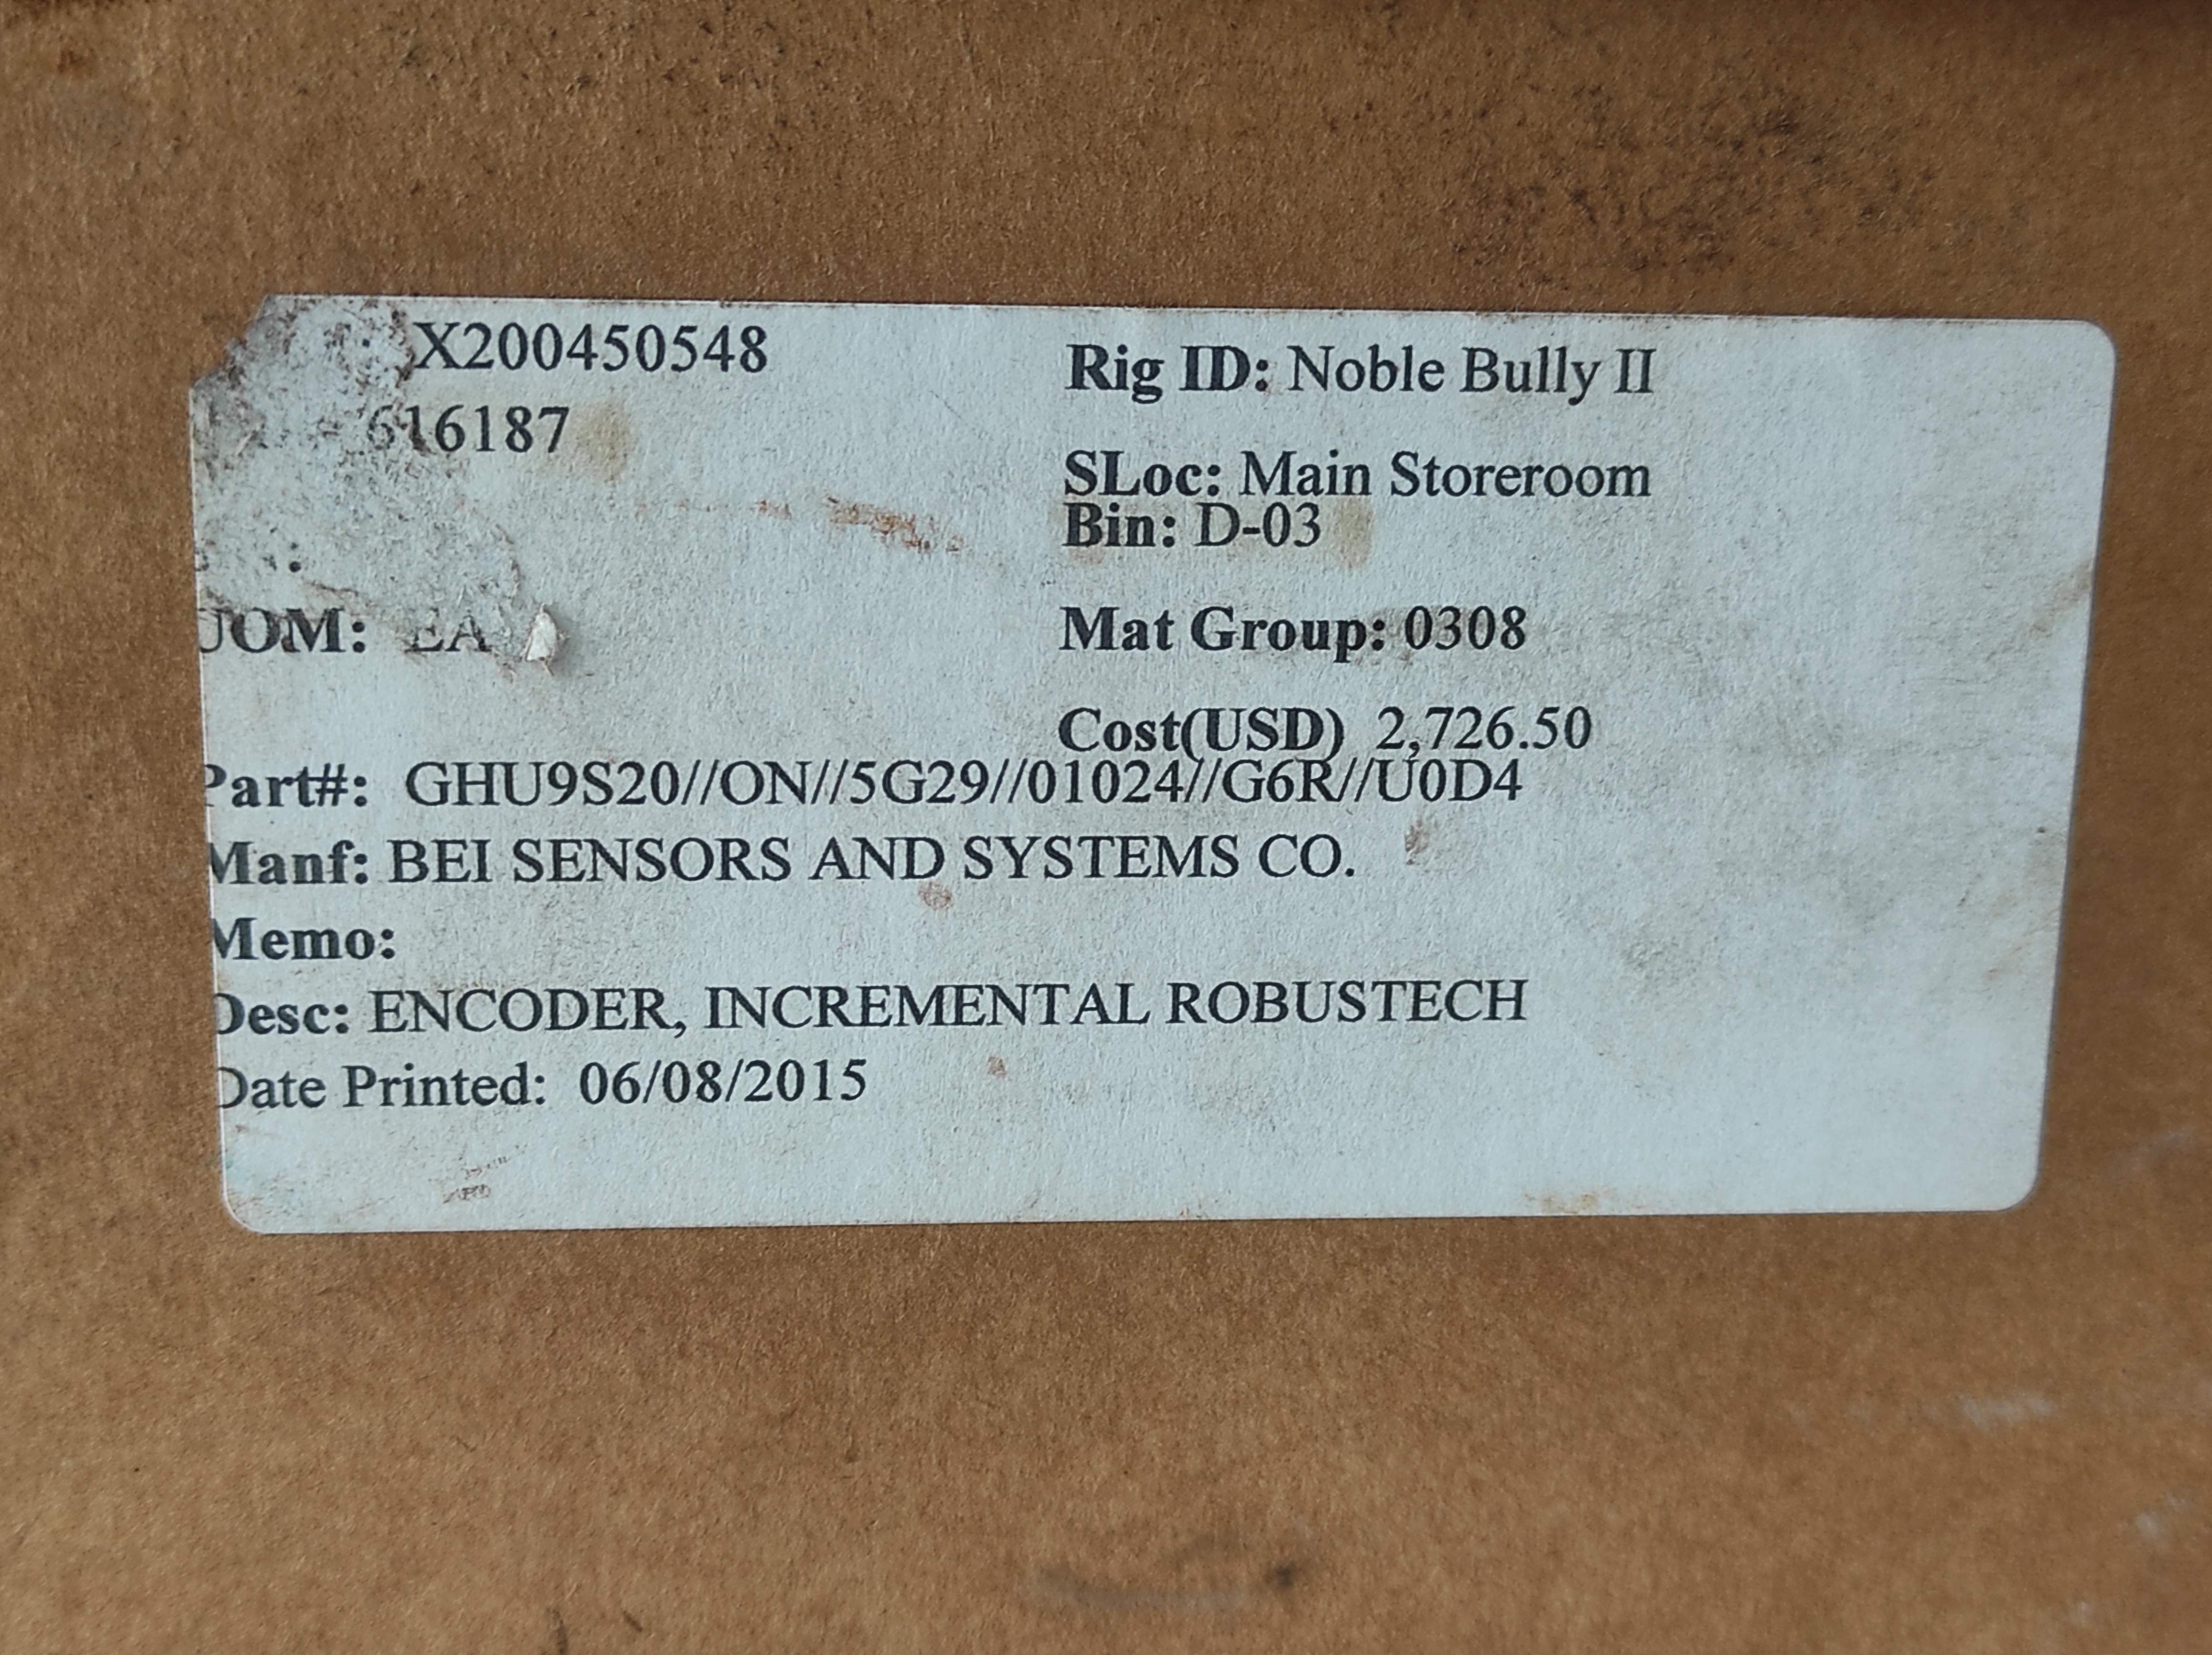 X200450548
Rig ID: Noble Bully II
616187
SLoc: Main Storeroom
Bin: D-03
UOM: EA
Mat Group: 0308
Cost(USD) 2,726.50
Part#: GHU9S20//ON//5G29//01024//G6R//U0D4
Manf: BEI SENSORS AND SYSTEMS CO.
Memo:
Desc: ENCODER, INCREMENTAL ROBUSTECH
Date Printed: 06/08/2015